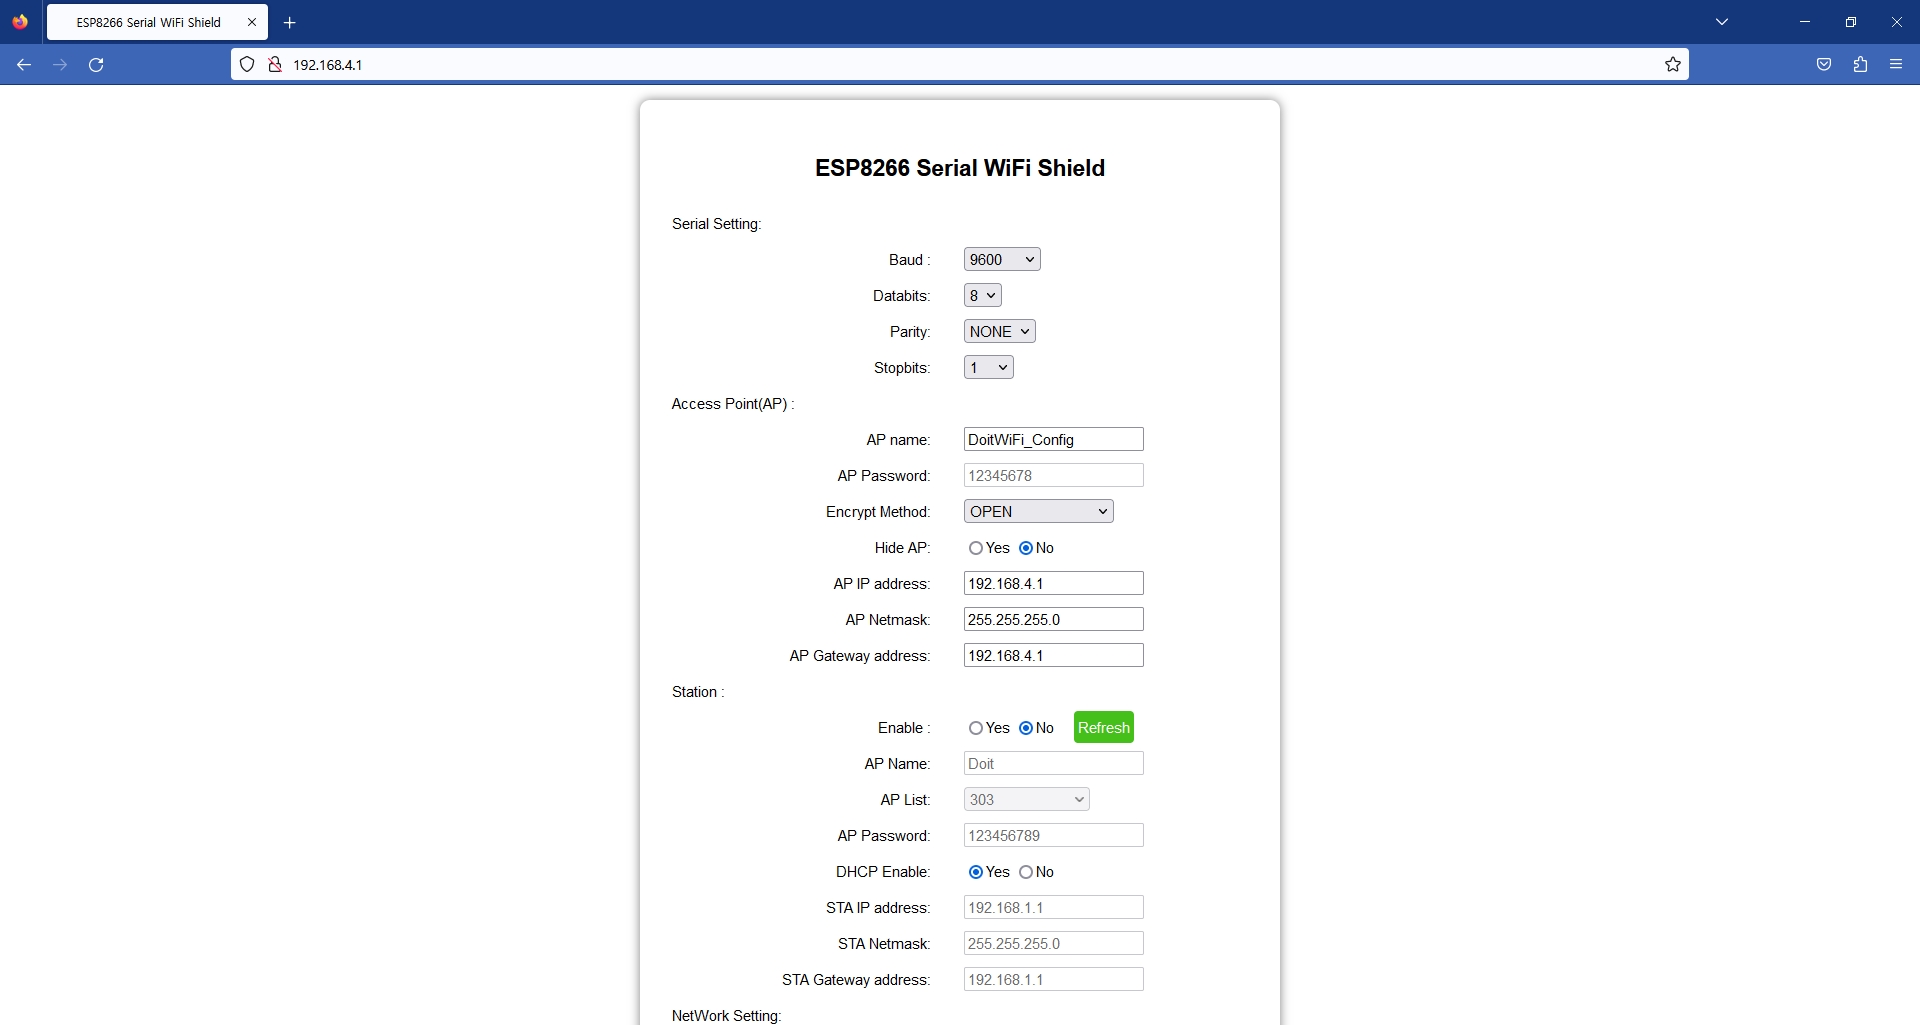 ESP8266 Serial WiFi Shield
192.168.4.1
ESP8266 Serial WiFi Shield
Serial Setting:
Baud : 9600
Databits: 8
Parity: NONE
Stopbits: 1
Access Point(AP) :
AP name: DoitWiFi_Config
AP Password: 12345678
Encrypt Method: OPEN
Hide AP: Yes No
AP IP address: 192.168.4.1
AP Netmask: 255.255.255.0
AP Gateway address: 192.168.4.1
Station :
Enable : Yes No Refresh
AP Name: Doit
AP List: 303
AP Password: 123456789
DHCP Enable: Yes No
STA IP address: 192.168.1.1
STA Netmask: 255.255.255.0
STA Gateway address: 192.168.1.1
NetWork Setting: